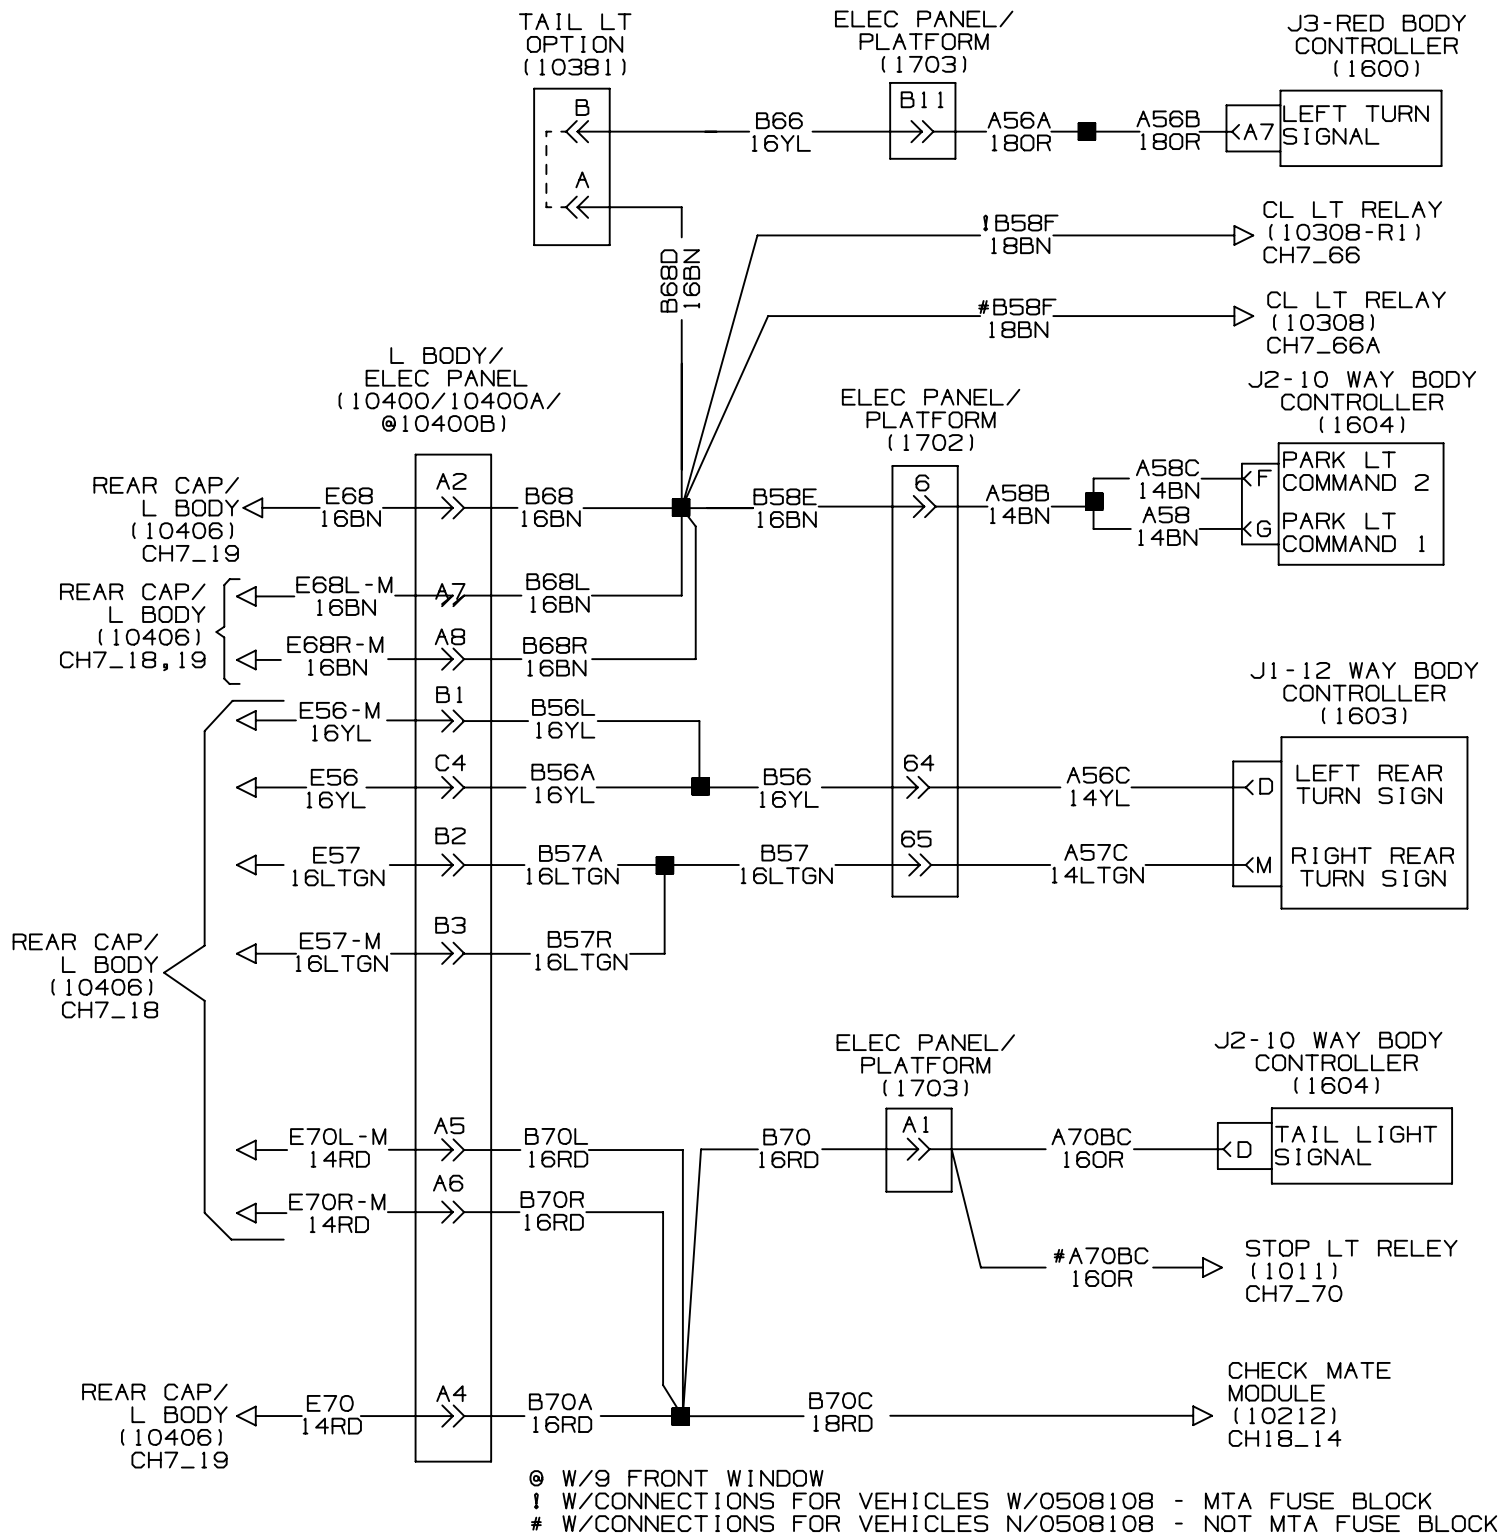 TAIL LT
OPTION
(10381)
ELEC PANEL/
PLATFORM
(1703)
J3-RED BODY
CONTROLLER
(1600)
B
B11
B66
16YL
A56A
18OR
A56B
18OR
A7
LEFT TURN
SIGNAL
A
B68D
16BN
!B58F
18BN
CL LT RELAY
(10308-R1)
CH7_66
#B58F
18BN
CL LT RELAY
(10308)
CH7_66A
L BODY/
ELEC PANEL
(10400/10400A/
@10400B)
ELEC PANEL/
PLATFORM
(1702)
J2-10 WAY BODY
CONTROLLER
(1604)
REAR CAP/
L BODY
(10406)
CH7_19
E68
16BN
A2
B68
16BN
B58E
16BN
6
A58B
14BN
A58C
14BN
F
PARK LT
COMMAND 2
A58
14BN
G
PARK LT
COMMAND 1
REAR CAP/
L BODY
(10406)
CH7_18,19
E68L-M
16BN
A7
B68L
16BN
E68R-M
16BN
A8
B68R
16BN
J1-12 WAY BODY
CONTROLLER
(1603)
E56-M
16YL
B1
B56L
16YL
E56
16YL
C4
B56A
16YL
B56
16YL
64
A56C
14YL
D
LEFT REAR
TURN SIGN
E57
16LTGN
B2
B57A
16LTGN
B57
16LTGN
65
A57C
14LTGN
M
RIGHT REAR
TURN SIGN
REAR CAP/
L BODY
(10406)
CH7_18
E57-M
16LTGN
B3
B57R
16LTGN
ELEC PANEL/
PLATFORM
(1703)
J2-10 WAY BODY
CONTROLLER
(1604)
E70L-M
14RD
A5
B70L
16RD
B70
16RD
A1
A70BC
16OR
D
TAIL LIGHT
SIGNAL
E70R-M
14RD
A6
B70R
16RD
#A70BC
16OR
STOP LT RELEY
(1011)
CH7_70
REAR CAP/
L BODY
(10406)
CH7_19
E70
14RD
A4
B70A
16RD
B70C
18RD
CHECK MATE
MODULE
(10212)
CH18_14
@ W/9 FRONT WINDOW
! W/CONNECTIONS FOR VEHICLES W/0508108 - MTA FUSE BLOCK
# W/CONNECTIONS FOR VEHICLES N/0508108 - NOT MTA FUSE BLOCK